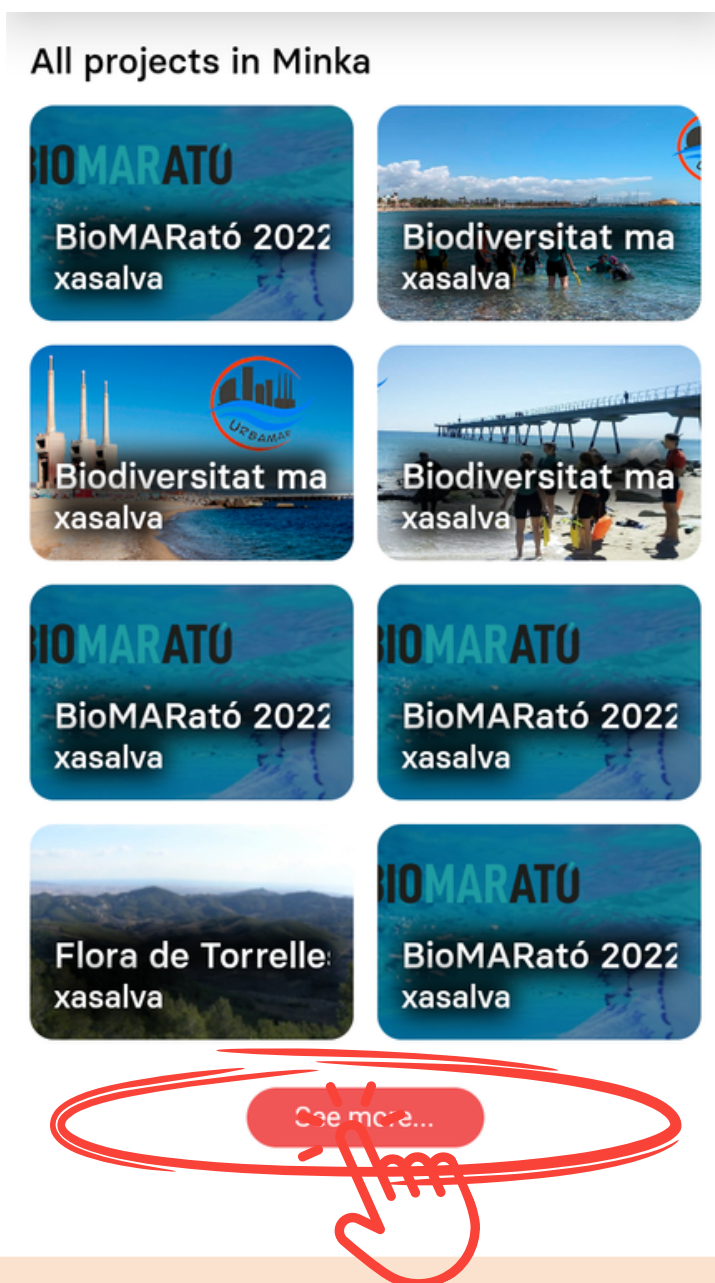 All projects in Minka
BIOMARATÓ
BioMARató 2022
xasalva
Biodiversitat ma
xasalva
URBAMAR
Biodiversitat ma
xasalva
Biodiversitat ma
xasalva
BIOMARATÓ
BioMARató 2022
xasalva
BIOMARATÓ
BioMARató 2022
xasalva
Flora de Torrelles
xasalva
BIOMARATÓ
BioMARató 2022
xasalva
See more...